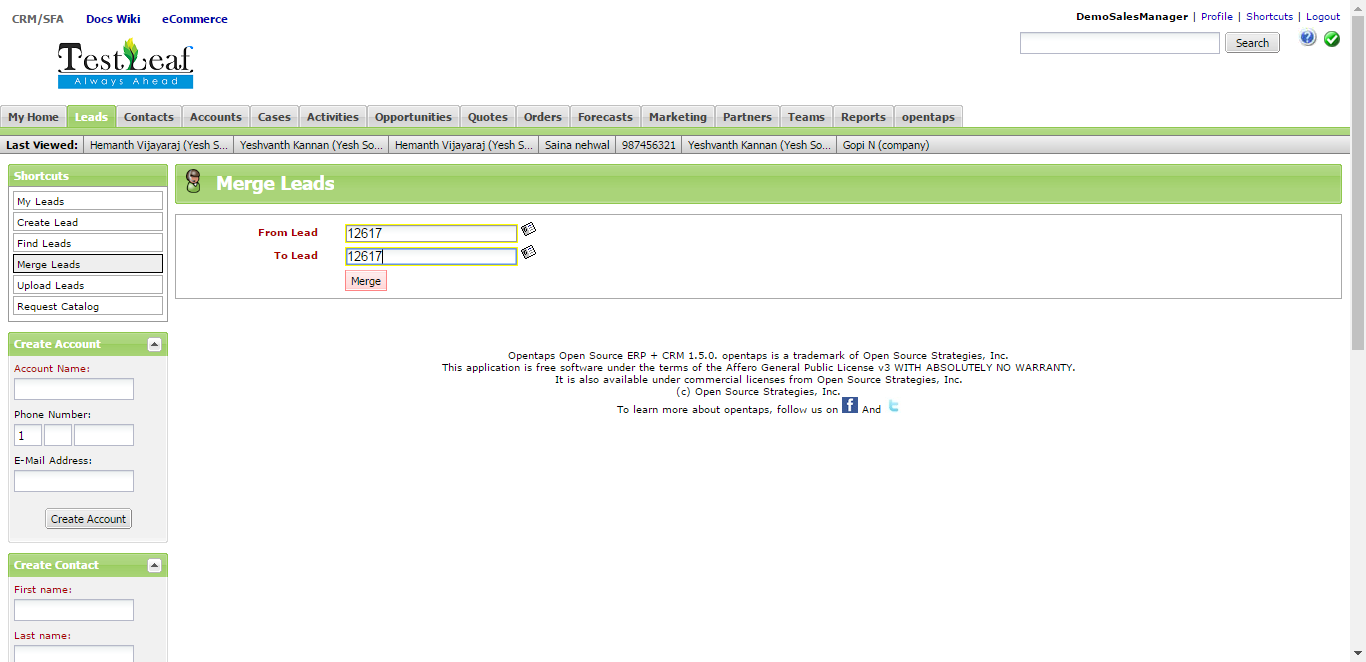 CRM/SFA Docs Wiki eCommerce
DemoSalesManager | Profile | Shortcuts | Logout
TestLeaf
Always Ahead
Search
My Home Leads Contacts Accounts Cases Activities Opportunities Quotes Orders Forecasts Marketing Partners Teams Reports opentaps
Last Viewed: Hemanth Vijayaraj (Yesh S... Yeshvanth Kannan (Yesh So... Hemanth Vijayaraj (Yesh S... Saina nehwal 987456321 Yeshvanth Kannan (Yesh So... Gopi N (company)
Shortcuts
My Leads
Create Lead
Find Leads
Merge Leads
Upload Leads
Request Catalog
Create Account
Account Name:
Phone Number:
1
E-Mail Address:
Create Account
Create Contact
First name:
Last name:
Merge Leads
From Lead 12617
To Lead 12617
Merge
Opentaps Open Source ERP + CRM 1.5.0. opentaps is a trademark of Open Source Strategies, Inc.
This application is free software under the terms of the Affero General Public License v3 WITH ABSOLUTELY NO WARRANTY.
It is also available under commercial licenses from Open Source Strategies, Inc.
(c) Open Source Strategies, Inc.
To learn more about opentaps, follow us on f And t